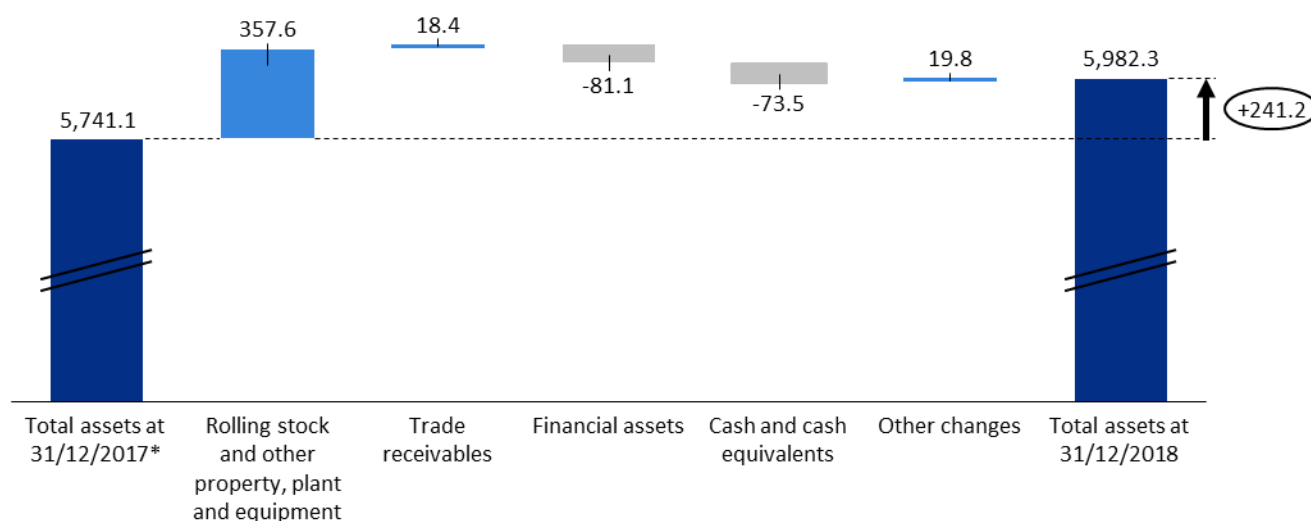 357.6
18.4
-81.1
-73.5
19.8
5,982.3
+241.2
5,741.1
Total assets at
31/12/2017*
Rolling stock
and other
property, plant
and equipment
Trade
receivables
Financial assets
Cash and cash
equivalents
Other changes
Total assets at
31/12/2018